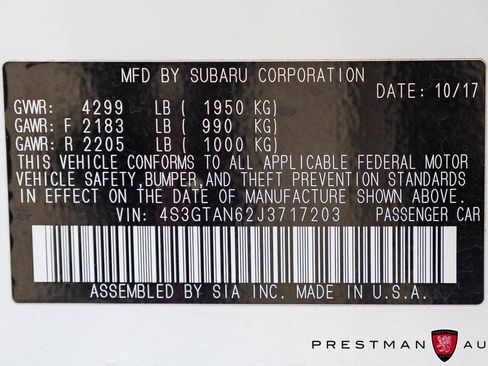 MFD BY SUBARU CORPORATION
DATE: 10/17
GVWR: 4299 LB ( 1950 KG)
GAWR: F 2183 LB ( 990 KG)
GAWR: R 2205 LB ( 1000 KG)
THIS VEHICLE CONFORMS TO ALL APPLICABLE FEDERAL MOTOR
VEHICLE SAFETY,BUMPER,AND THEFT PREVENTION STANDARDS
IN EFFECT ON THE DATE OF MANUFACTURE SHOWN ABOVE.
VIN: 4S3GTAN62J3717203 PASSENGER CAR
ASSEMBLED BY SIA INC. MADE IN U.S.A.
PRESTMAN AU